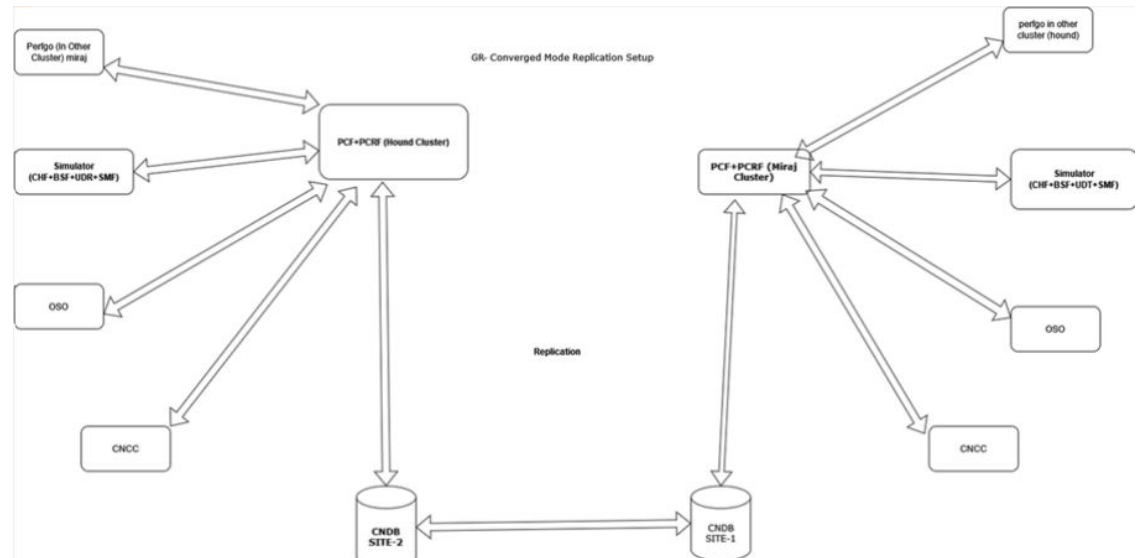 perfgo in other
cluster (hound)
Perfgo (In Other
Cluster) miraj
GR- Converged Mode Replication Setup
PCF+PCRF (Hound Cluster)
Simulator
(CHF+BSF+UDR+SMF)
PCF+PCRF (Miraj
Cluster)
Simulator
(CHF+BSF+UDT+SMF)
OSO
OSO
Replication
CNCC
CNCC
CNDB
SITE-2
CNDB
SITE-1